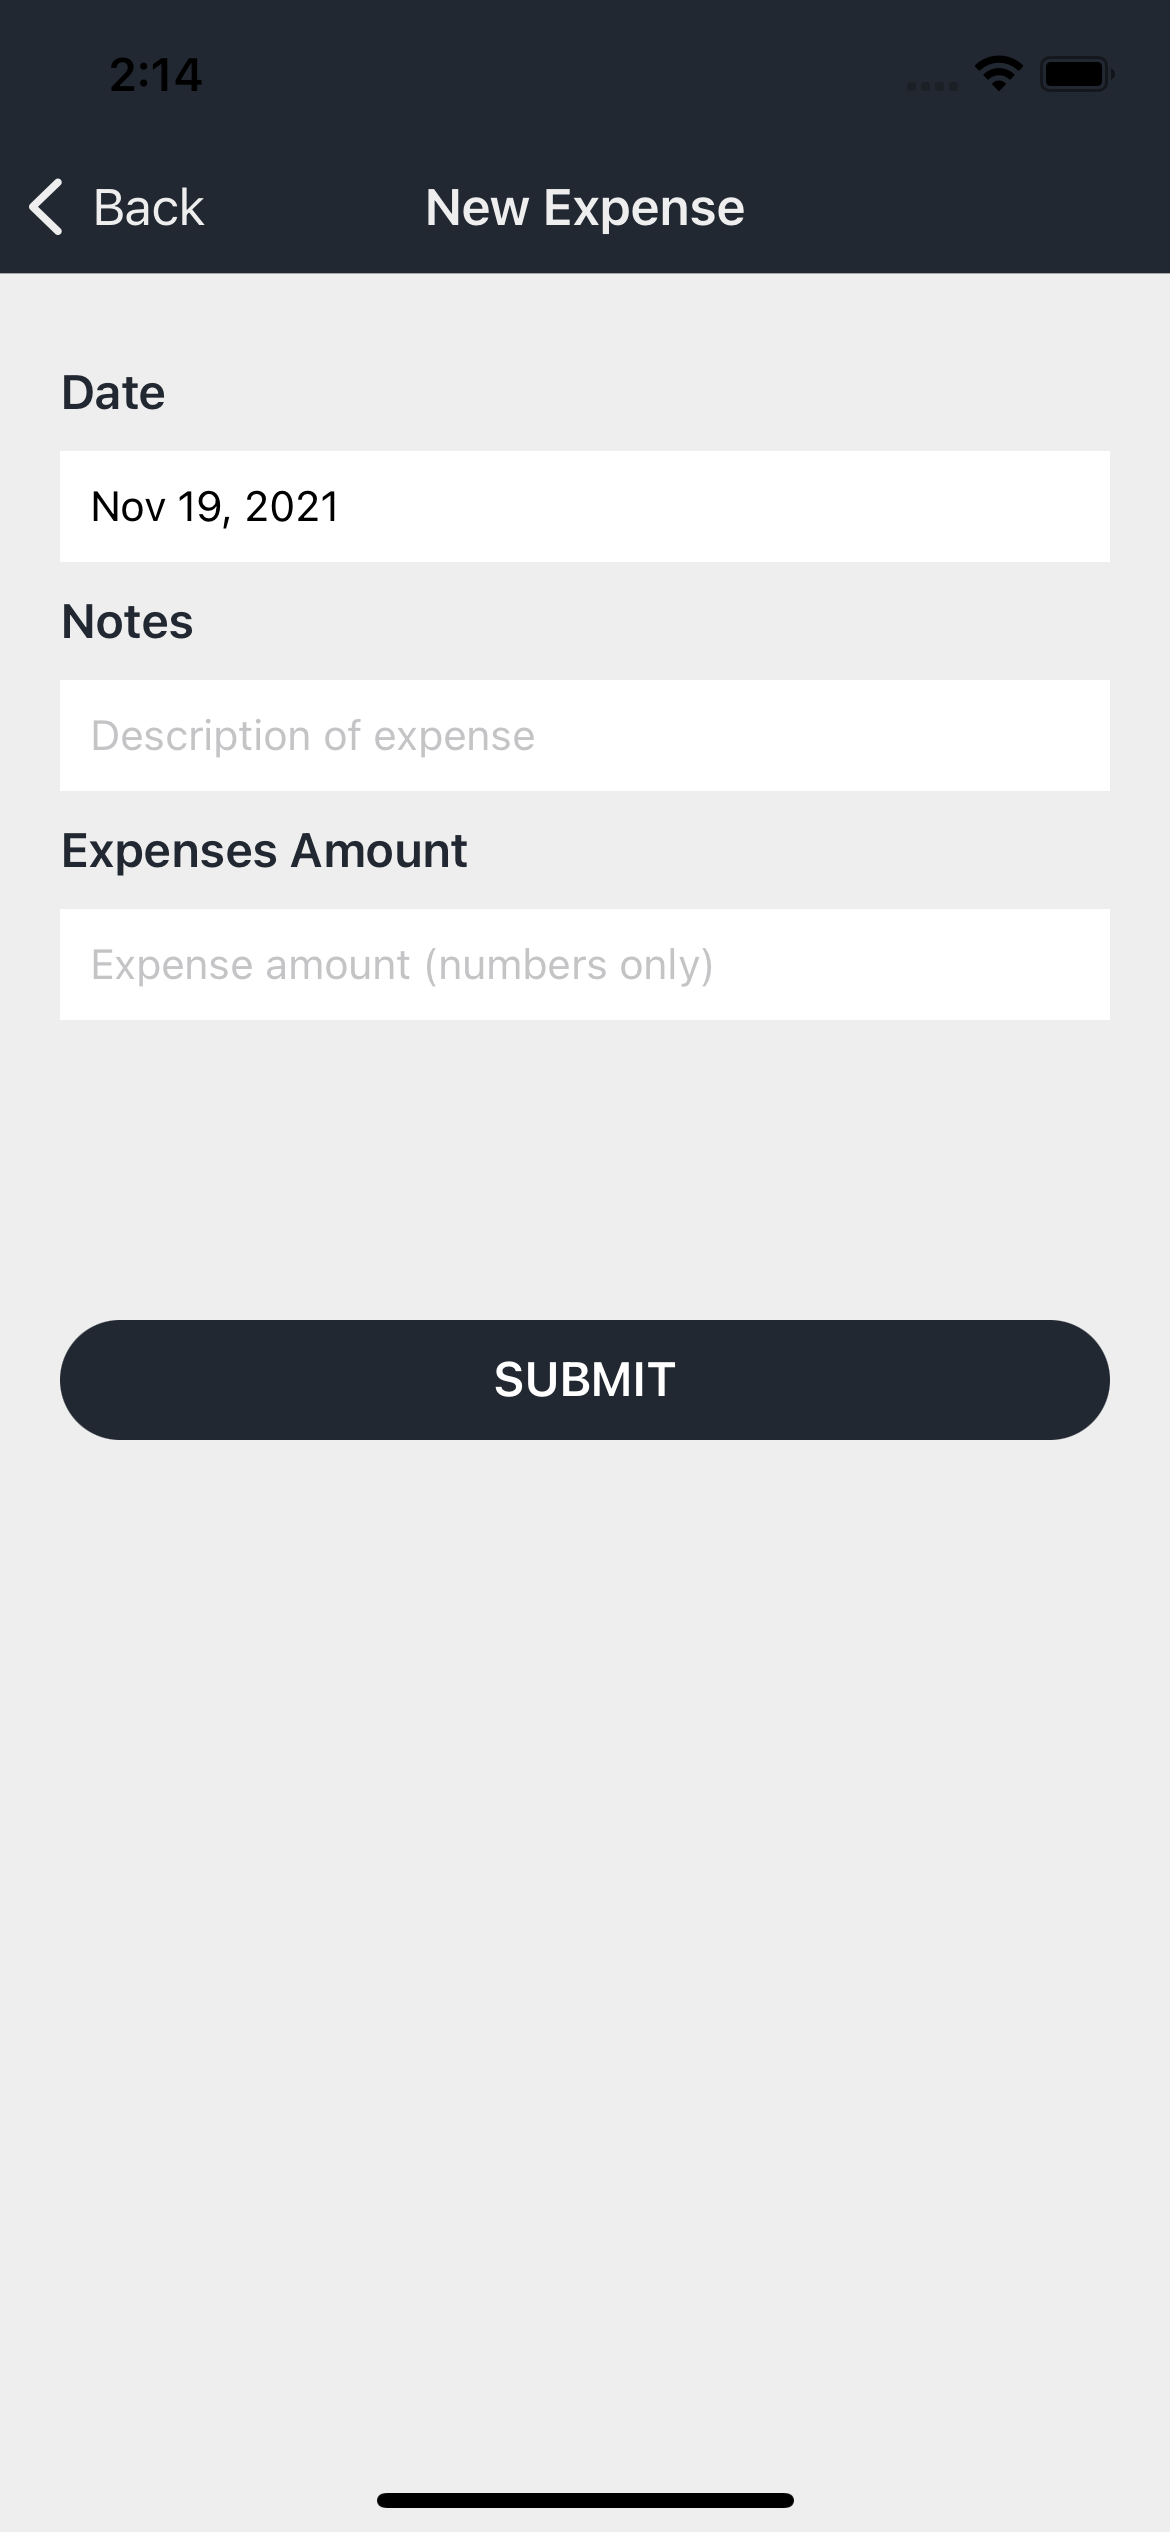 2:14
Back
New Expense
Date
Nov 19, 2021
Notes
Description of expense
Expenses Amount
Expense amount (numbers only)
SUBMIT